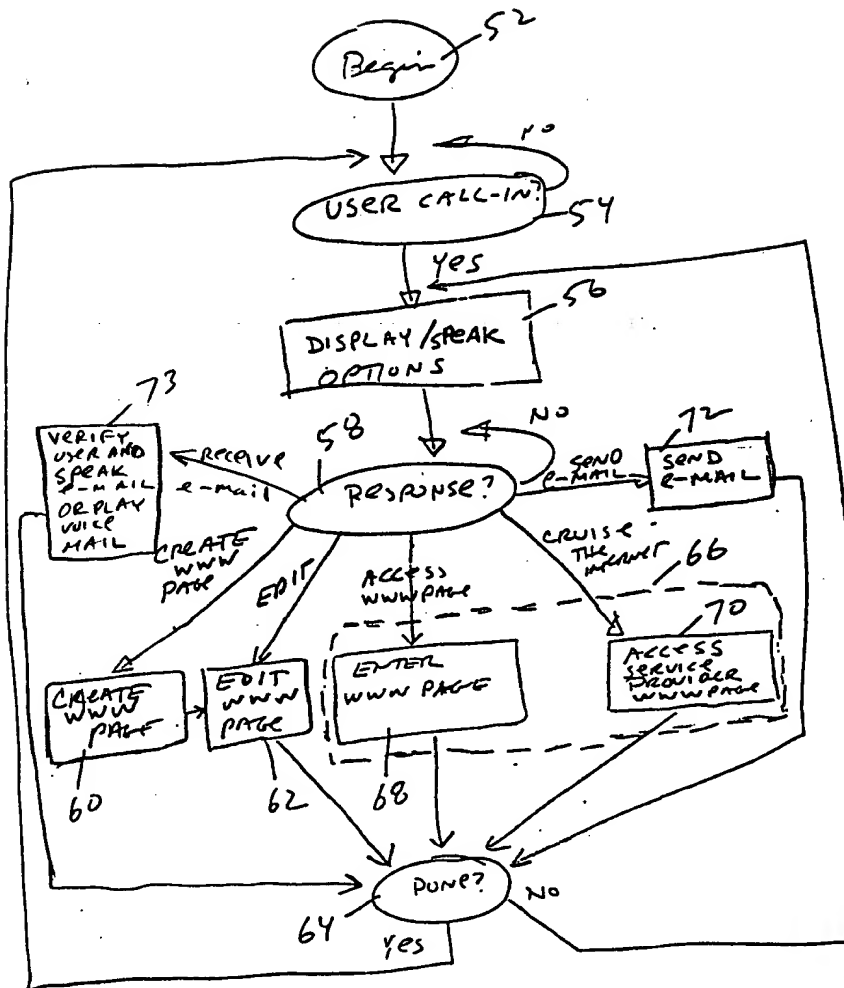 52
Begin
NO
USER CALL-IN?
54
Yes
56
DISPLAY/SPEAK
OPTIONS
73
VERIFY
USER AND
SPEAK
e-MAIL
OR PLAY
VOICE
MAIL
RECEIVE
e-mail
58
NO
RESPONSE?
SEND
e-MAIL
72
SEND
e-MAIL
CREATE
WWW
PAGE
EDIT
ACCESS
WWW PAGE
CRUISE
THE
INTERNET
66
CREATE
WWW
PAGE
60
EDIT
WWW
PAGE
62
ENTER
WWW PAGE
68
70
ACCESS
SERVICE
PROVIDER
WWW PAGE
DONE?
64
NO
Yes